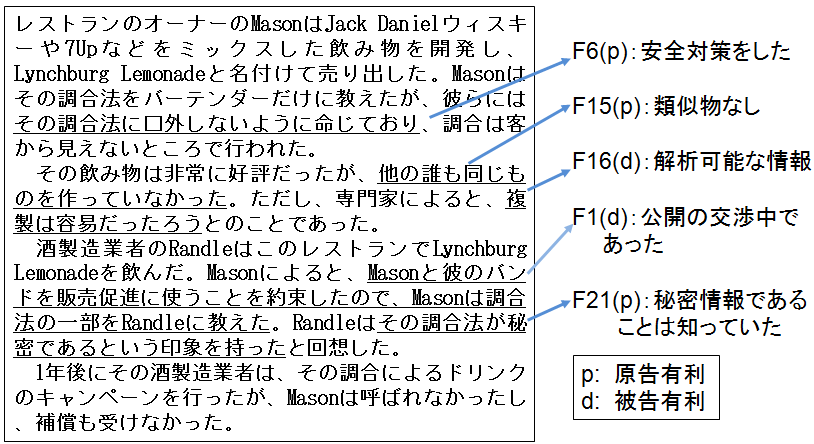 レストランのオーナーのMasonはJack Danielウィスキ
ーや7Upなどをミックスした飲み物を開発し、
Lynchburg Lemonadeと名付けて売り出した。Masonは
その調合法をバーテンダーだけに教えたが、彼らには
その調合法に口外しないように命じており、調合は客
から見えないところで行われた。
その飲み物は非常に好評だったが、他の誰も同じも
のを作っていなかった。ただし、専門家によると、複
製は容易だったろうとのことであった。
酒製造業者のRandleはこのレストランでLynchburg
Lemonadeを飲んだ。Masonによると、Masonと彼のバン
ドを販売促進に使うことを約束したので、Masonは調合
法の一部をRandleに教えた。Randleはその調合法が秘
密であるという印象を持ったと回想した。
1年後にその酒製造業者は、その調合によるドリンク
のキャンペーンを行ったが、Masonは呼ばれなかったし
、補償も受けなかった。
F6(p)：安全対策をした
F15(p)：類似物なし
F16(d)：解析可能な情報
F1(d)：公開の交渉中で
あった
F21(p)：秘密情報である
ことは知っていた
p: 原告有利
d: 被告有利